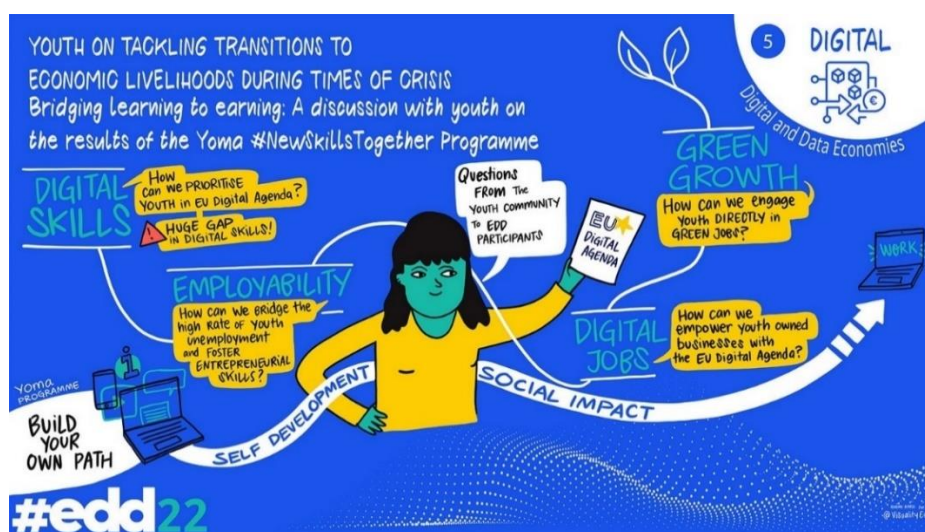 YOUTH ON TACKLING TRANSITIONS TO
ECONOMIC LIVELIHOODS DURING TIMES OF CRISIS
Bridging learning to earning: A discussion with youth on
the results of the Yoma #NewSkillsTogether Programme
5
DIGITAL
Digital and Data Economies
DIGITAL
SKILLS
How
can we PRIORITISE
YOUTH in EU Digital Agenda?
HUGE GAP
in DIGITAL SKILLS!
EMPLOYABILITY
How can we bridge the
high rate of youth
unemployment
and FOSTER
ENTREPRENEURIAL
SKILLS?
Questions
FROM THE
YOUTH COMMUNITY
To EDD
PARTICIPANTS
EU
DIGITAL
AGENDA
GREEN
GROWTH
How can we engage
youth DIRECTLY in
GREEN JOBS?
WORK
DIGITAL
JOBS
How can we
empower youth owned
businesses with
the EU Digital Agenda?
Yoma
PROGRAMME
i
BUILD
YOUR
OWN PATH
SELF DEVELOPMENT
SOCIAL IMPACT
#edd22